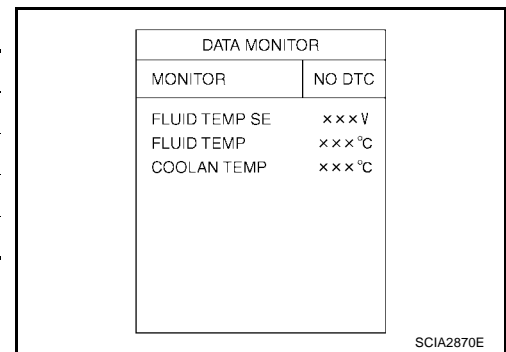 DATA MONITOR
MONITOR NO DTC
FLUID TEMP SE ×××V
FLUID TEMP ×××°C
COOLAN TEMP ×××°C
SCIA2870E